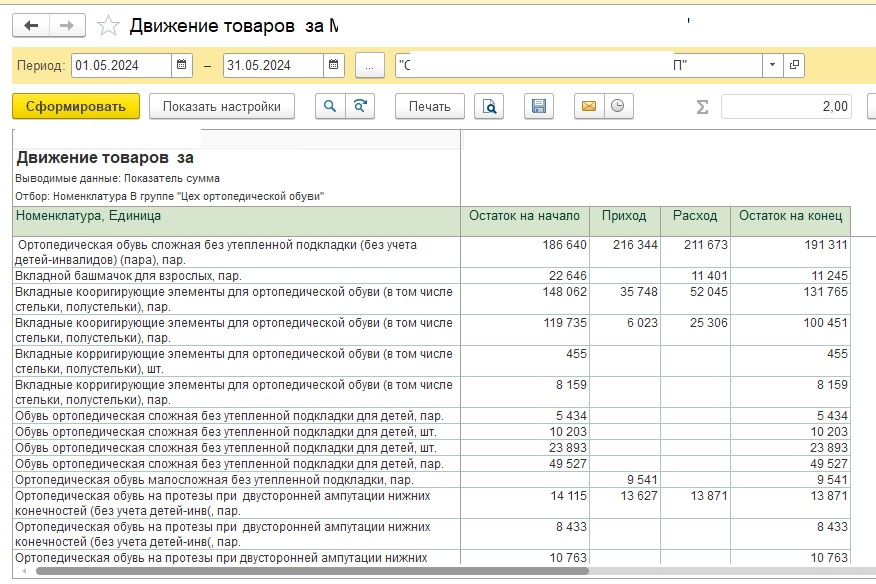 Движение товаров за М
Период: 01.05.2024 – 31.05.2024 ... "С П"
Сформировать Показать настройки Печать Σ 2,00
Движение товаров за
Выводимые данные: Показатель сумма
Отбор: Номенклатура В группе "Цех ортопедической обуви"
Номенклатура, Единица Остаток на начало Приход Расход Остаток на конец
Ортопедическая обувь сложная без утепленной подкладки (без учета 186 640 216 344 211 673 191 311
детей-инвалидов) (пара), пар.
Вкладной башмачок для взрослых, пар. 22 646 11 401 11 245
Вкладные кооригирующие элементы для ортопедической обуви (в том числе 148 062 35 748 52 045 131 765
стельки, полустельки), пар.
Вкладные кооригирующие элементы для ортопедической обуви (в том числе 119 735 6 023 25 306 100 451
стельки, полустельки), пар.
Вкладные корригирующие элементы для ортопедической обуви (в том числе 455 455
стельки, полустельки), шт.
Вкладные корригирующие элементы для ортопедической обуви (в том числе 8 159 8 159
стельки, полустельки), пар.
Обувь ортопедическая сложная без утепленной подкладки для детей, пар. 5 434 5 434
Обувь ортопедическая сложная без утепленной подкладки для детей, шт. 10 203 10 203
Обувь ортопедическая сложная без утепленной подкладки для детей, шт. 23 893 23 893
Обувь ортопедическая сложная без утепленной подкладки для детей, пар. 49 527 49 527
Ортопедическая обувь малосложная без утепленной подкладки, пар. 9 541 9 541
Ортопедическая обувь на протезы при двусторонней ампутации нижних 14 115 13 627 13 871 13 871
конечностей (без учета детей-инв(, пар.
Ортопедическая обувь на протезы при двусторонней ампутации нижних 8 433 8 433
конечностей (без учета детей-инв(, пар.
Ортопедическая обувь на протезы при двусторонней ампутации нижних 10 763 10 763